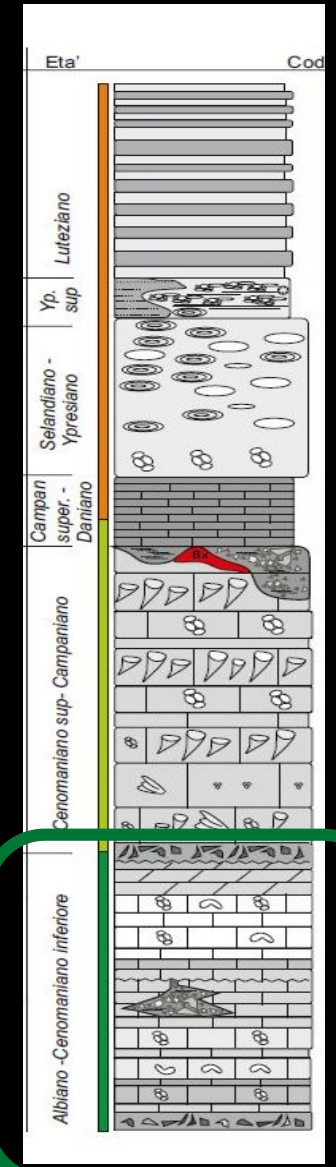 Eta'
Cod
Luteziano
Yp.
sup
Selandiano -
Ypresiano
Campan
super. -
Daniano
Bx
Cenomaniano sup- Campaniano
Albiano -Cenomaniano inferiore